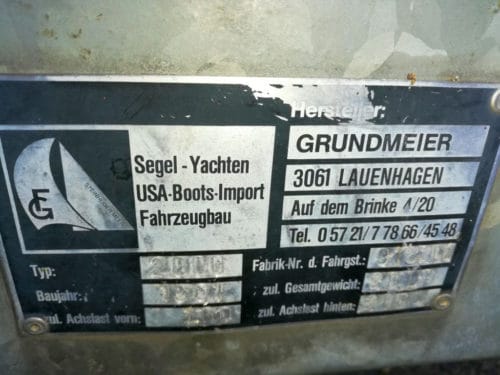 Hersteller:
GRUNDMEIER
3061 LAUENHAGEN
Auf dem Brinke 4/20
Tel. 0 57 21/7 78 66/45 48
Segel - Yachten
USA-Boots-Import
Fahrzeugbau
Typ:
Baujahr:
zul. Achslast vorn:
Fabrik-Nr. d. Fahrgst.:
zul. Gesamtgewicht:
zul. Achslast hinten: